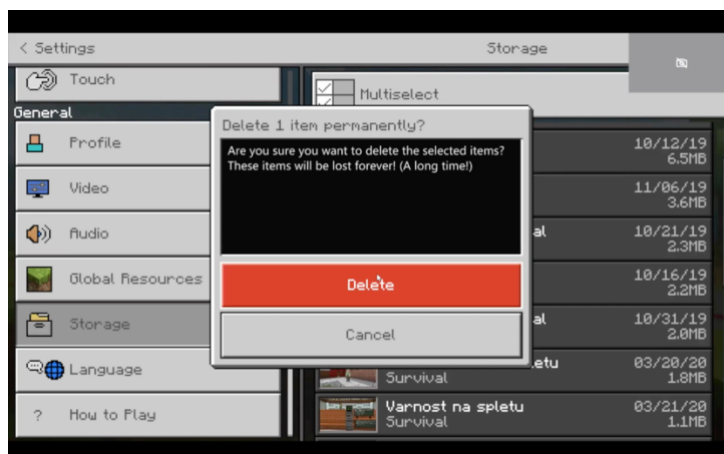 < Settings
Storage
Touch
General
Profile
Video
Audio
Global Resources
Storage
Language
? How to Play
Multiselect
Delete 1 item permanently?
Are you sure you want to delete the selected items?
These items will be lost forever! (A long time!)
Delete
Cancel
10/12/19
6.5MB
11/06/19
3.6MB
al
10/21/19
2.3MB
10/16/19
2.2MB
al
10/31/19
2.0MB
letu
03/20/20
Survival
1.8MB
Varnost na spletu
03/21/20
Survival
1.1MB